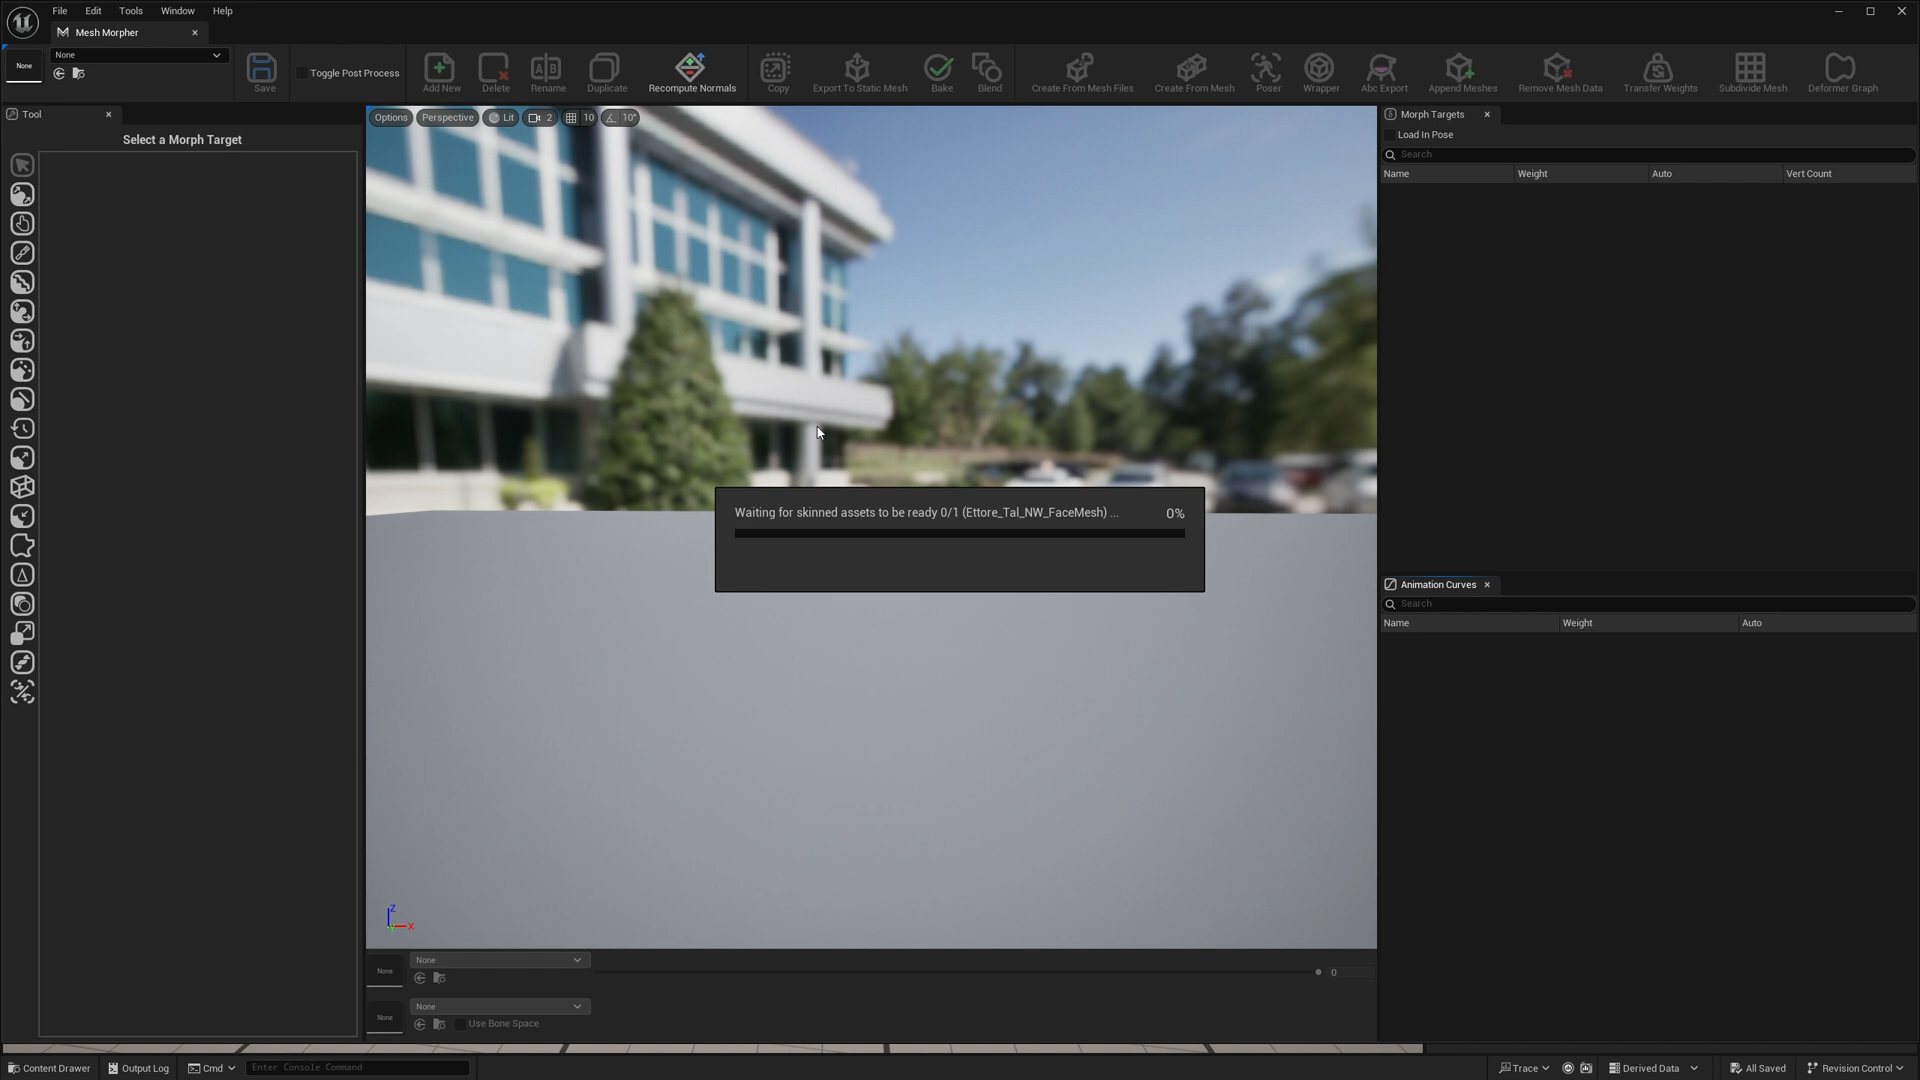 File Edit Tools Window Help
Mesh Morpher
None
None
Save
Toggle Post Process
Add New
Delete
Rename
Duplicate
Recompute Normals
Copy
Export To Static Mesh
Bake
Blend
Create From Mesh Files
Create From Mesh
Poser
Wrapper
Abc Export
Append Meshes
Remove Mesh Data
Transfer Weights
Subdivide Mesh
Deformer Graph
Tool
Select a Morph Target
Options Perspective Lit 2 10 10°
Waiting for skinned assets to be ready 0/1 (Ettore_Tal_NW_FaceMesh) ... 0%
Z
X
None
None
0
None
None
Use Bone Space
Morph Targets
Load In Pose
Search
Name Weight Auto Vert Count
Animation Curves
Search
Name Weight Auto
Content Drawer Output Log Cmd Enter Console Command Trace Derived Data All Saved Revision Control